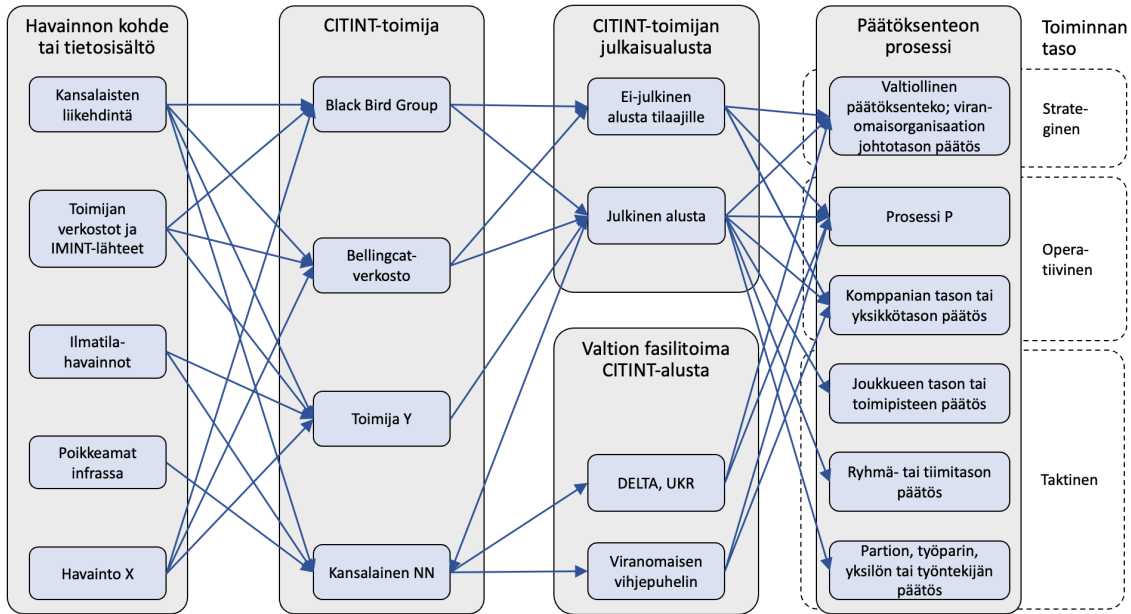 Havainnon kohde
tai tietosisältö
Kansalaisten
liikehdintä
Toimijan
verkostot ja
IMINT-lähteet
Ilmatila-
havainnot
Poikkeamat
infrassa
Havainto X
CITINT-toimija
Black Bird Group
Bellingcat-
verkosto
Toimija Y
Kansalainen NN
CITINT-toimijan
julkaisualusta
Ei-julkinen
alusta tilaajille
Julkinen alusta
Valtion fasilitoima
CITINT-alusta
DELTA, UKR
Viranomaisen
vihjepuhelin
Päätöksenteon
prosessi
Valtiollinen
päätöksenteko; viran-
omaisorganisaation
johtotason päätös
Prosessi P
Komppanian tason tai
yksikkötason päätös
Joukkueen tason tai
toimipisteen päätös
Ryhmä- tai tiimitason
päätös
Partion, työparin,
yksilön tai työntekijän
päätös
Toiminnan
taso
Strate-
ginen
Opera-
tiivinen
Taktinen